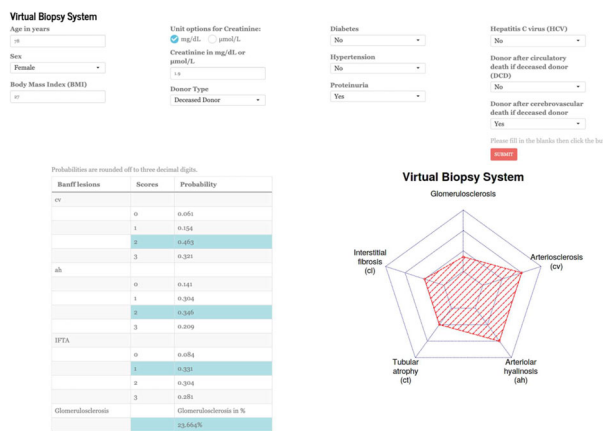 Virtual Biopsy System
Age in years
78
Sex
Female
Body Mass Index (BMI)
27
Unit options for Creatinine:
mg/dL µmol/L
Creatinine in mg/dL or
µmol/L
1.9
Donor Type
Deceased Donor
Diabetes
No
Hypertension
No
Proteinuria
Yes
Hepatitis C virus (HCV)
No
Donor after circulatory
death if deceased donor
(DCD)
No
Donor after cerebrovascular
death if deceased donor
Yes
Please fill in the blanks then click the bu
SUBMIT
Probabilities are rounded off to three decimal digits.
Banff lesions Scores Probability
cv
0 0.061
1 0.154
2 0.463
3 0.321
ah
0 0.141
1 0.304
2 0.346
3 0.209
IFTA
0 0.084
1 0.331
2 0.304
3 0.281
Glomerulosclerosis Glomerulosclerosis in %
23.664%
Virtual Biopsy System
Glomerulosclerosis
Interstitial
fibrosis
(ci)
Arteriosclerosis
(cv)
Tubular
atrophy
(ct)
Arteriolar
hyalinosis
(ah)